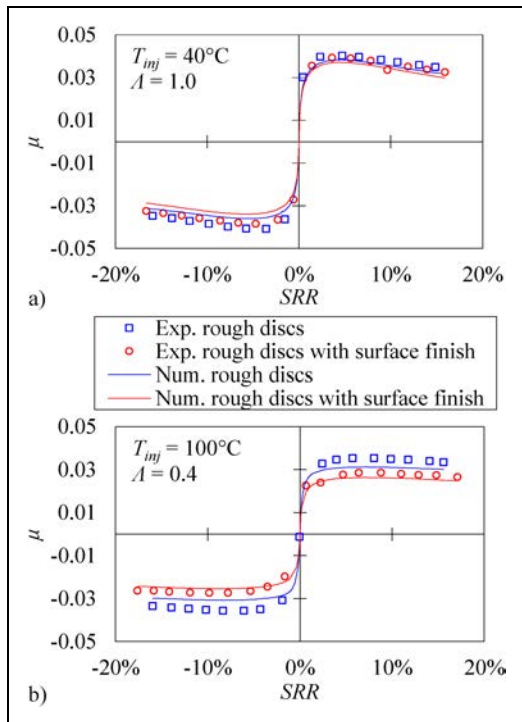 0.05
0.03
0.01
-0.01
-0.03
-0.05
μ
T_inj = 40°C
Λ = 1.0
-20%
-10%
0%
10%
20%
SRR
a)
Exp. rough discs
Exp. rough discs with surface finish
Num. rough discs
Num. rough discs with surface finish
0.05
0.03
0.01
-0.01
-0.03
-0.05
μ
T_inj = 100°C
Λ = 0.4
-20%
-10%
0%
10%
20%
SRR
b)